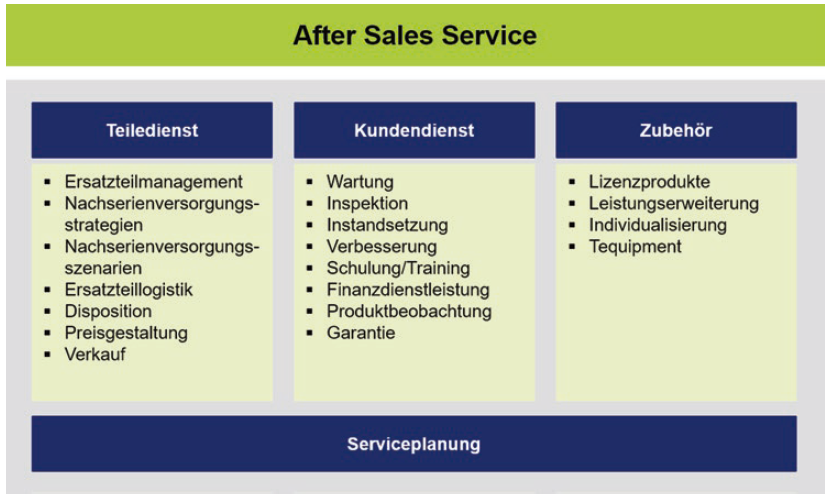 After Sales Service
Teiledienst
Ersatzteilmanagement
Nachserienversorgungs-
strategien
Nachserienversorgungs-
szenarien
Ersatzteillogistik
Disposition
Preisgestaltung
Verkauf
Kundendienst
Wartung
Inspektion
Instandsetzung
Verbesserung
Schulung/Training
Finanzdienstleistung
Produktbeobachtung
Garantie
Zubehör
Lizenzprodukte
Leistungserweiterung
Individualisierung
Tequipment
Serviceplanung